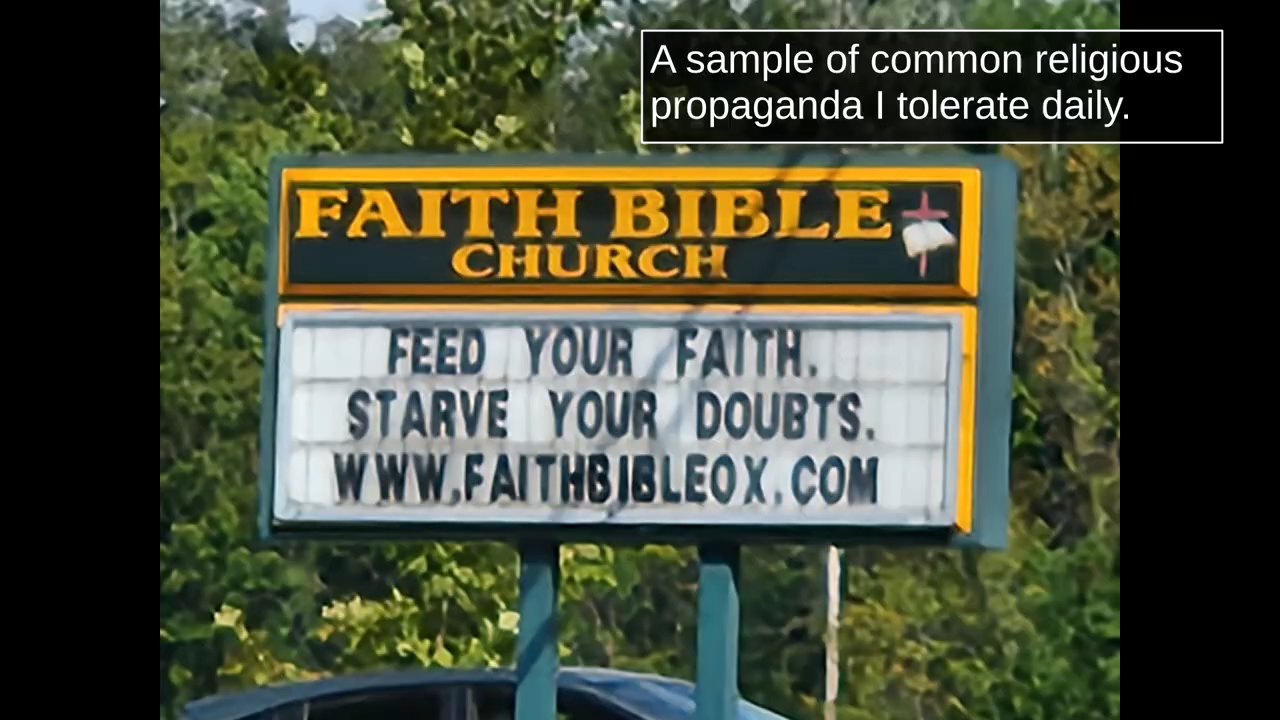 A sample of common religious
propaganda I tolerate daily.
FAITH BIBLE
CHURCH
FEED YOUR FAITH.
STARVE YOUR DOUBTS.
WWW.FAITHBIBLEOX.COM